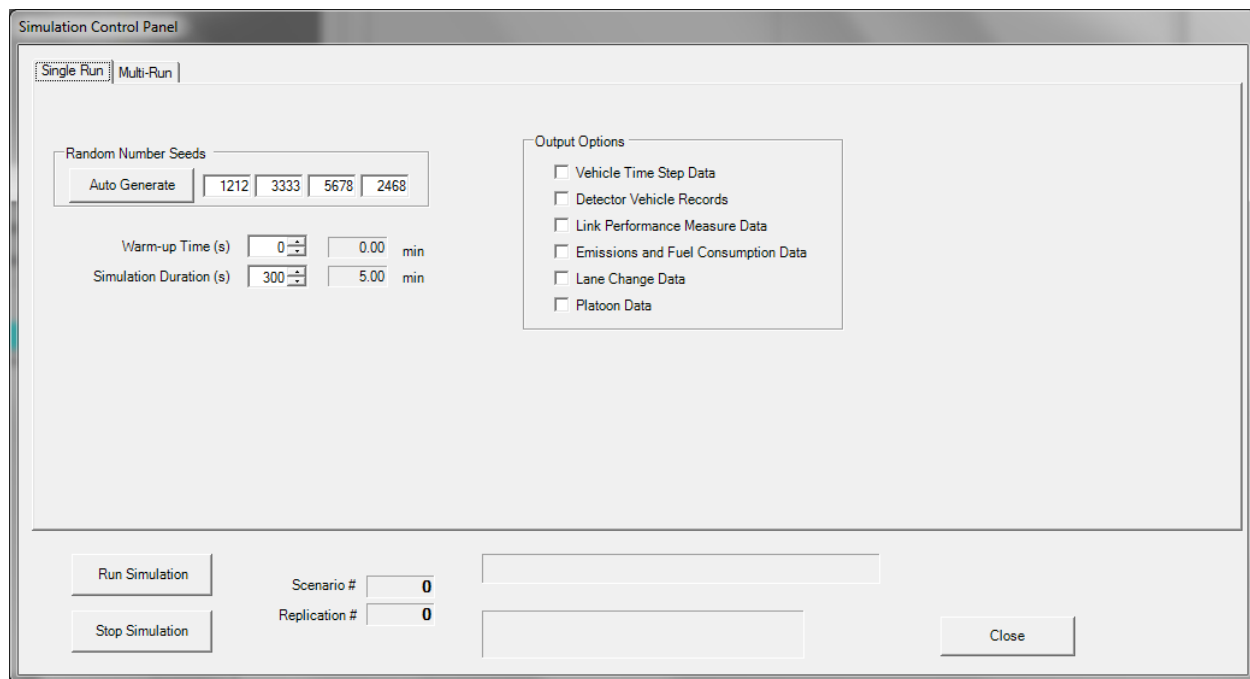 Simulation Control Panel
Single Run Multi-Run
Random Number Seeds
Auto Generate 1212 3333 5678 2468
Warm-up Time (s) 0 0.00 min
Simulation Duration (s) 300 5.00 min
Output Options
Vehicle Time Step Data
Detector Vehicle Records
Link Performance Measure Data
Emissions and Fuel Consumption Data
Lane Change Data
Platoon Data
Run Simulation
Stop Simulation
Scenario # 0
Replication # 0
Close